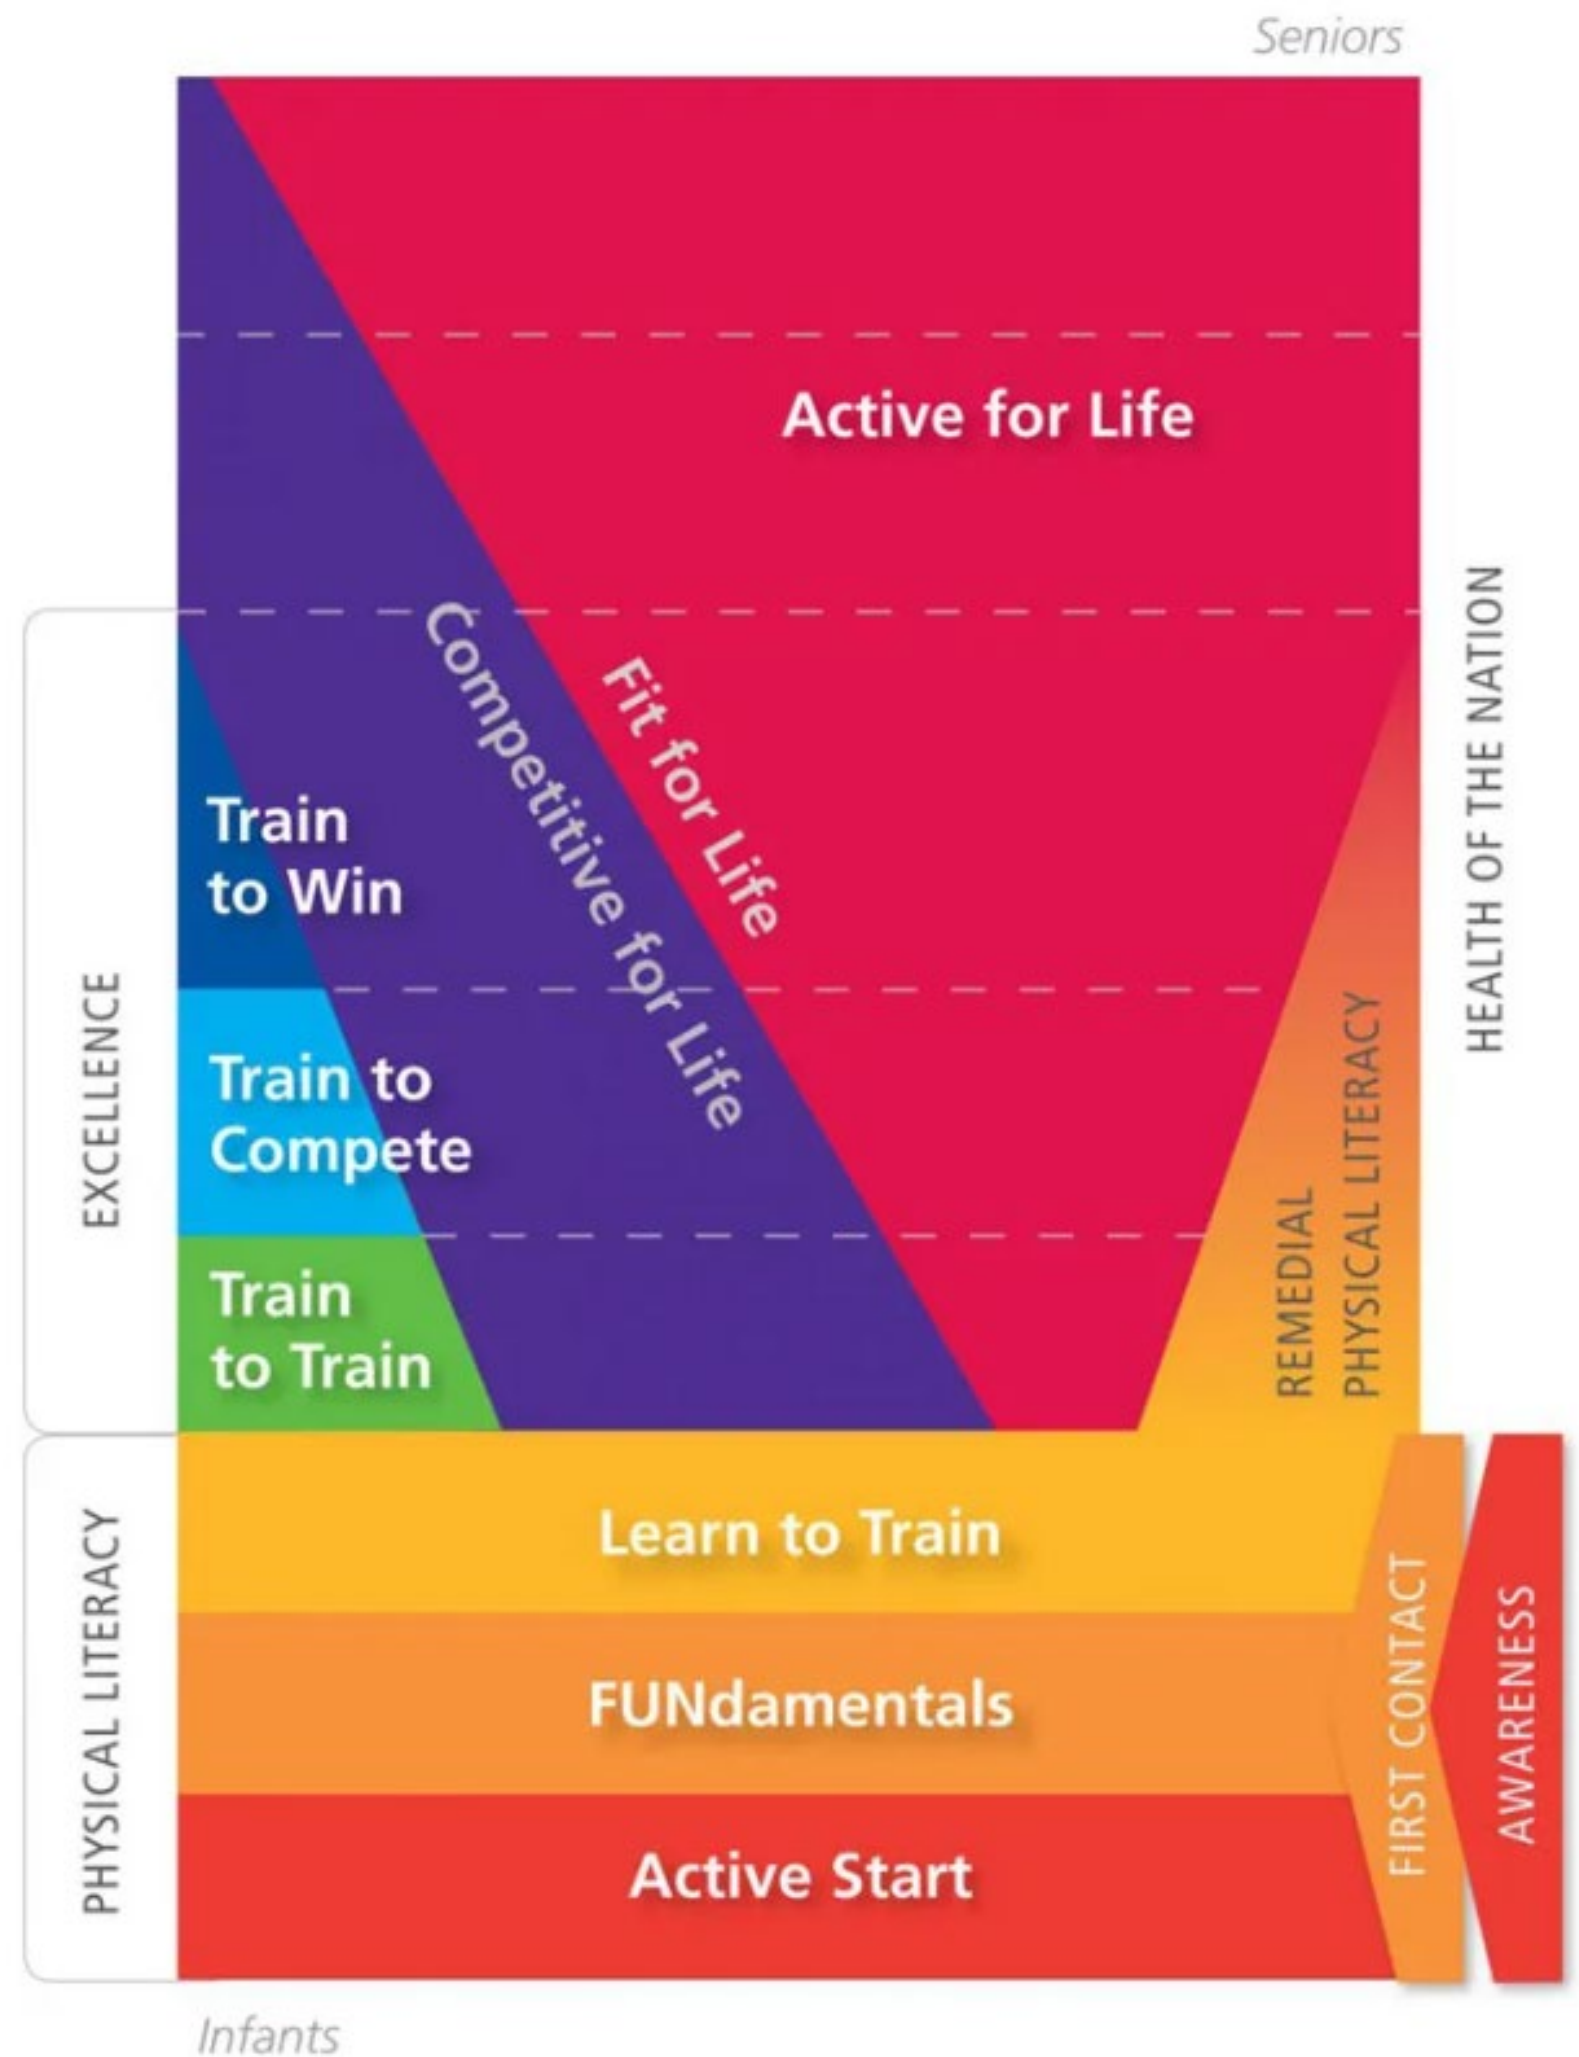 Seniors
Active for Life
Competitive for Life
Fit for Life
HEALTH OF THE NATION
Train
to Win
EXCELLENCE
Train to
Compete
REMEDIAL
PHYSICAL LITERACY
Train
to Train
PHYSICAL LITERACY
Learn to Train
FUNdamentals
Active Start
FIRST CONTACT
AWARENESS
Infants